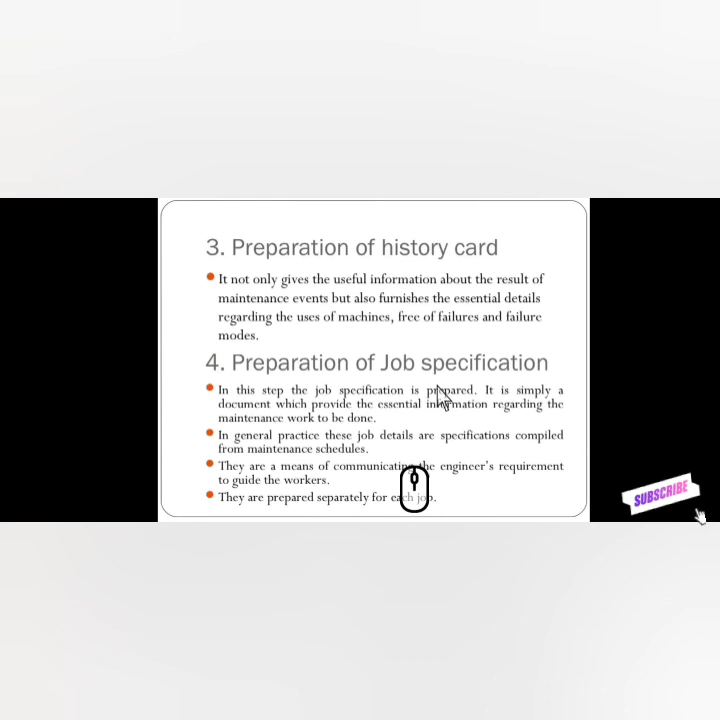 3. Preparation of history card
It not only gives the useful information about the result of
maintenance events but also furnishes the essential details
regarding the uses of machines, free of failures and failure
modes.
4. Preparation of Job specification
In this step the job specification is prepared. It is simply a
document which provide the essential information regarding the
maintenance work to be done.
In general practice these job details are specifications compiled
from maintenance schedules.
They are a means of communicating the engineer's requirement
to guide the workers.
They are prepared separately for each job.
SUBSCRIBE